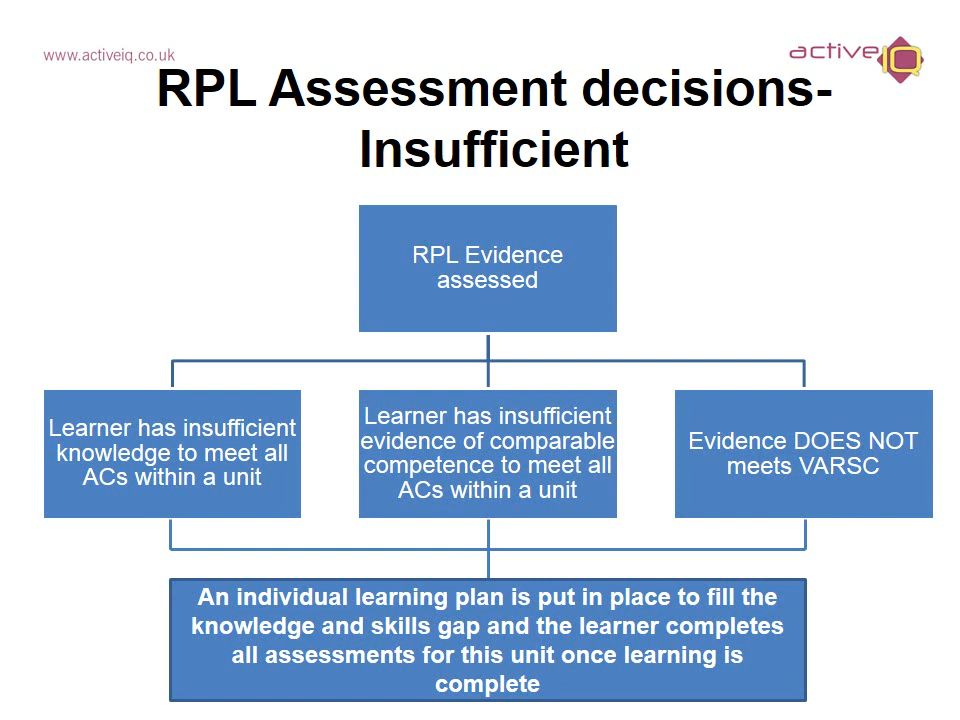 www.activeiq.co.uk
active IQ
RPL Assessment decisions-
Insufficient
RPL Evidence
assessed
Learner has insufficient
knowledge to meet all
ACs within a unit
Learner has insufficient
evidence of comparable
competence to meet all
ACs within a unit
Evidence DOES NOT
meets VARSC
An individual learning plan is put in place to fill the
knowledge and skills gap and the learner completes
all assessments for this unit once learning is
complete